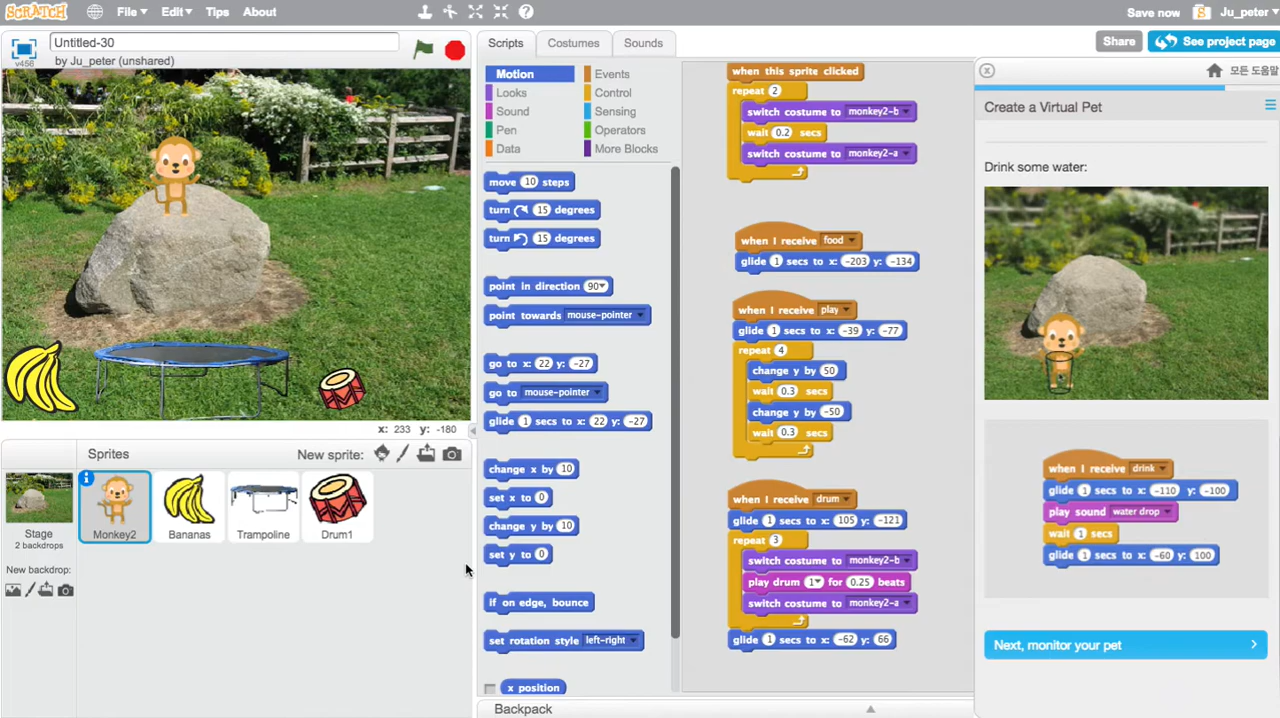 SCRATCH File Edit Tips About Save now Ju_peter
v456 Untitled-30
by Ju_peter (unshared)
Scripts Costumes Sounds
Share See project page
Motion Events
Looks Control
Sound Sensing
Pen Operators
Data More Blocks
move 10 steps
turn 15 degrees
turn 15 degrees
point in direction 90
point towards mouse-pointer
go to x: 22 y: -27
go to mouse-pointer
glide 1 secs to x: 22 y: -27
change x by 10
set x to 0
change y by 10
set y to 0
if on edge, bounce
set rotation style left-right
x position
when this sprite clicked
repeat 2
switch costume to monkey2-b
wait 0.2 secs
switch costume to monkey2-a
when I receive food
glide 1 secs to x: -203 y: -134
when I receive play
glide 1 secs to x: -39 y: -77
repeat 4
change y by 50
wait 0.3 secs
change y by -50
wait 0.3 secs
when I receive drum
glide 1 secs to x: 105 y: -121
repeat 3
switch costume to monkey2-b
play drum 1 for 0.25 beats
switch costume to monkey2-a
glide 1 secs to x: -62 y: 66
Backpack
x: 233 y: -180
Sprites New sprite:
Stage
2 backdrops
New backdrop:
Monkey2
Bananas
Trampoline
Drum1
모든 도움말
Create a Virtual Pet
Drink some water:
when I receive drink
glide 1 secs to x: -110 y: -100
play sound water drop
wait 1 secs
glide 1 secs to x: -60 y: 100
Next, monitor your pet